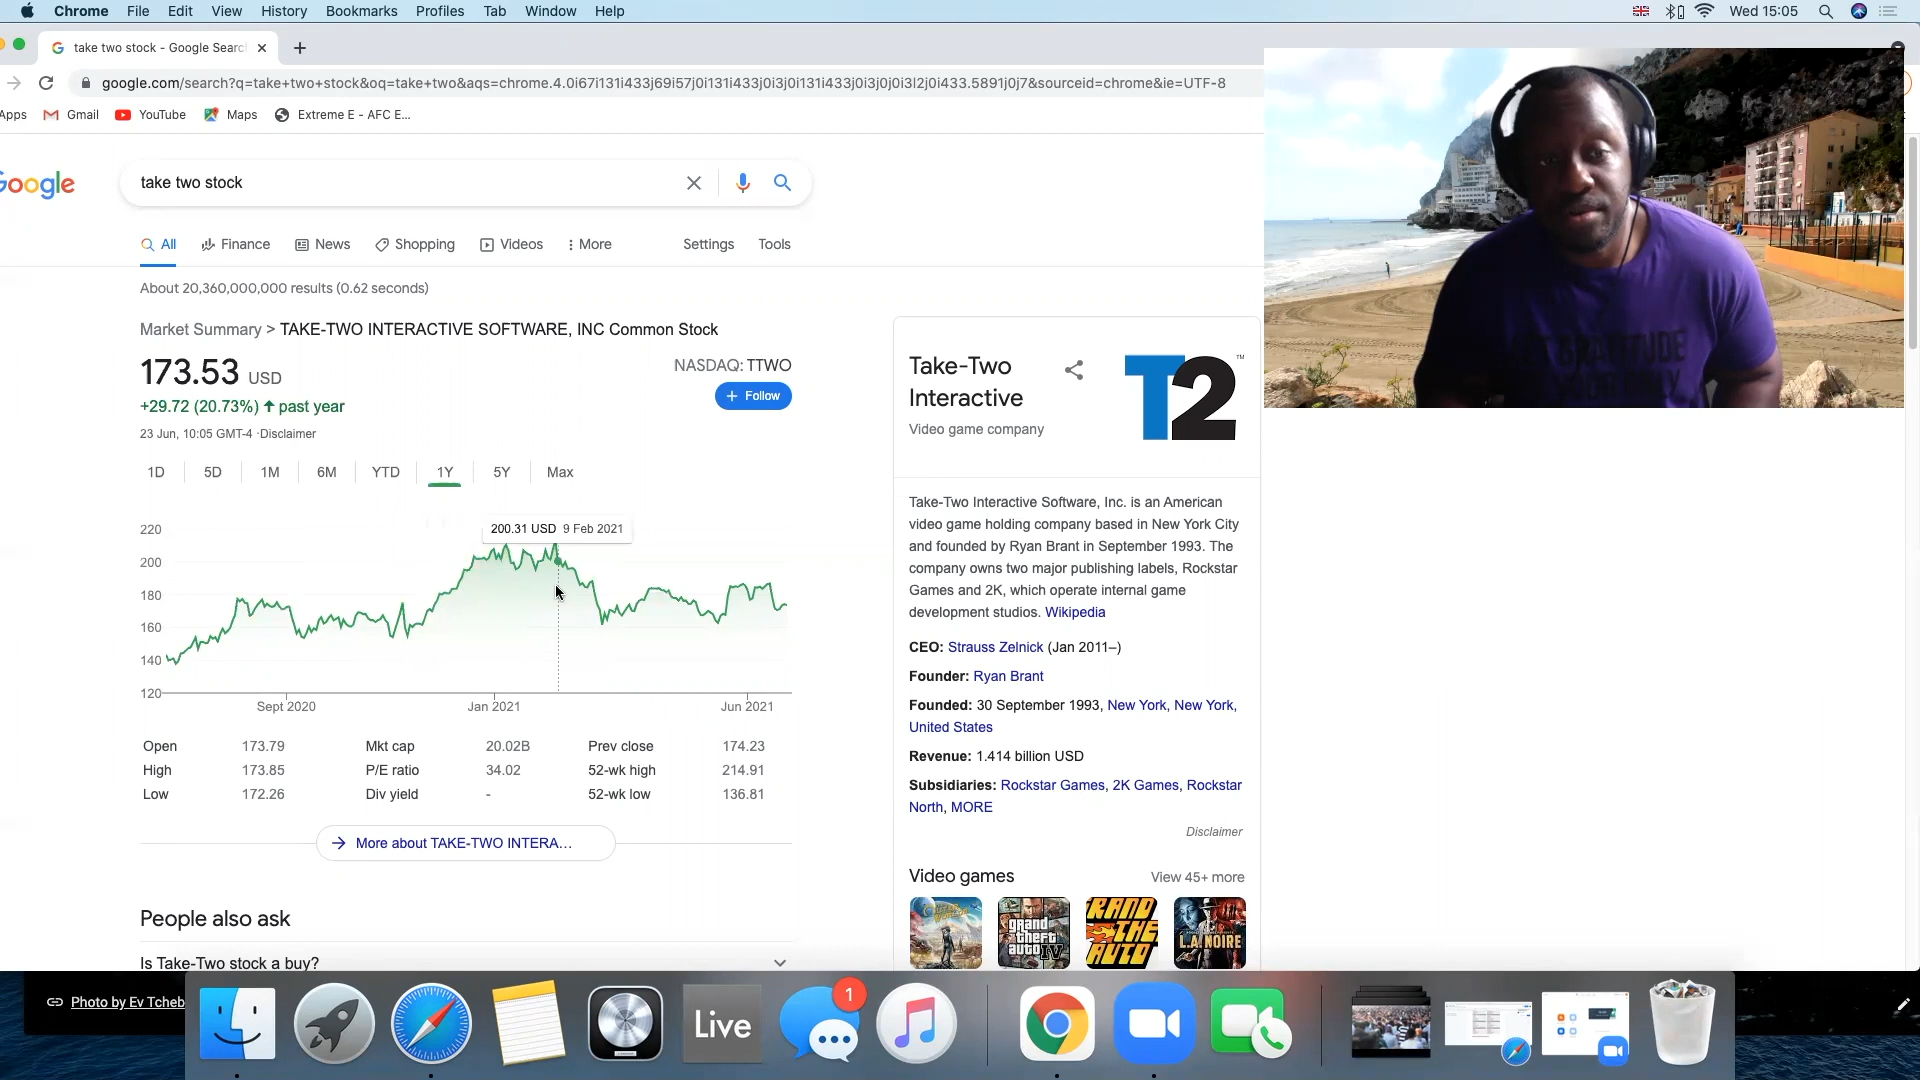 Chrome File Edit View History Bookmarks Profiles Tab Window Help
Wed 15:05
take two stock - Google Searc
google.com/search?q=take+two+stock&oq=take+two&aqs=chrome.4.0i67i131i433j69i57j0i131i433j0i3j0i131i433j0i3j0j0i3l2j0i433.5891j0j7&sourceid=chrome&ie=UTF-8
Apps Gmail YouTube Maps Extreme E - AFC E...
Google
take two stock
All Finance News Shopping Videos More Settings Tools
About 20,360,000,000 results (0.62 seconds)
Market Summary > TAKE-TWO INTERACTIVE SOFTWARE, INC Common Stock
173.53 USD
NASDAQ: TTWO
+29.72 (20.73%) past year
+ Follow
23 Jun, 10:05 GMT-4 ·Disclaimer
1D 5D 1M 6M YTD 1Y 5Y Max
200.31 USD 9 Feb 2021
220
200
180
160
140
120
Sept 2020 Jan 2021 Jun 2021
Open 173.79 Mkt cap 20.02B Prev close 174.23
High 173.85 P/E ratio 34.02 52-wk high 214.91
Low 172.26 Div yield - 52-wk low 136.81
More about TAKE-TWO INTERA...
People also ask
Is Take-Two stock a buy?
Take-Two
Interactive
Video game company
T2 ™
Take-Two Interactive Software, Inc. is an American
video game holding company based in New York City
and founded by Ryan Brant in September 1993. The
company owns two major publishing labels, Rockstar
Games and 2K, which operate internal game
development studios. Wikipedia
CEO: Strauss Zelnick (Jan 2011–)
Founder: Ryan Brant
Founded: 30 September 1993, New York, New York,
United States
Revenue: 1.414 billion USD
Subsidiaries: Rockstar Games, 2K Games, Rockstar
North, MORE
Disclaimer
Video games
View 45+ more
grand
theft
auto
IV
L.A. NOIRE
Photo by Ev Tcheb
Live
1